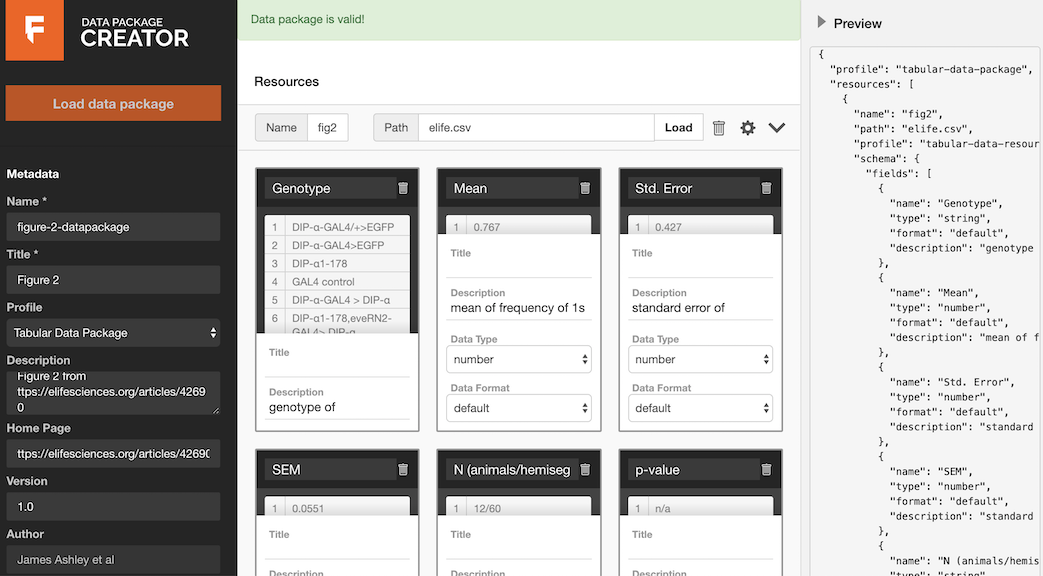 DATA PACKAGE
CREATOR
Load data package
Metadata
Name *
figure-2-datapackage
Title *
Figure 2
Profile
Tabular Data Package
Description
Figure 2 from
ttps://elifesciences.org/articles/4269
0
Home Page
ttps://elifesciences.org/articles/4269
Version
1.0
Author
James Ashley et al
Data package is valid!
Resources
Name fig2 Path elife.csv Load
Genotype
1 DIP-α-GAL4/+>EGFP
2 DIP-α-GAL4>EGFP
3 DIP-α1-178
4 GAL4 control
5 DIP-α-GAL4 > DIP-α
6 DIP-α1-178,eveRN2-
GAL4> DIP-α
Title
Description
genotype of
Mean
1 0.767
Title
Description
mean of frequency of 1s
Data Type
number
Data Format
default
Std. Error
1 0.427
Title
Description
standard error of
Data Type
number
Data Format
default
SEM
1 0.0551
Title
Description
N (animals/hemiseg
1 12/60
Title
Description
p-value
1 n/a
Title
Description
Preview
{
"profile": "tabular-data-package",
"resources": [
{
"name": "fig2",
"path": "elife.csv",
"profile": "tabular-data-resour
"schema": {
"fields": [
{
"name": "Genotype",
"type": "string",
"format": "default",
"description": "genotype
},
{
"name": "Mean",
"type": "number",
"format": "default",
"description": "mean of f
},
{
"name": "Std. Error",
"type": "number",
"format": "default",
"description": "standard
},
{
"name": "SEM",
"type": "number",
"format": "default",
"description": "standard
},
{
"name": "N (animals/hemis
"type": "string"